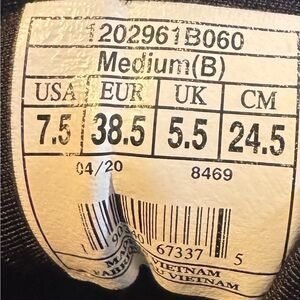 1202961B060
Medium(B)
USA EUR UK CM
7.5 38.5 5.5 24.5
04/20 8469
67337 5
VIETNAM
VIETNAM